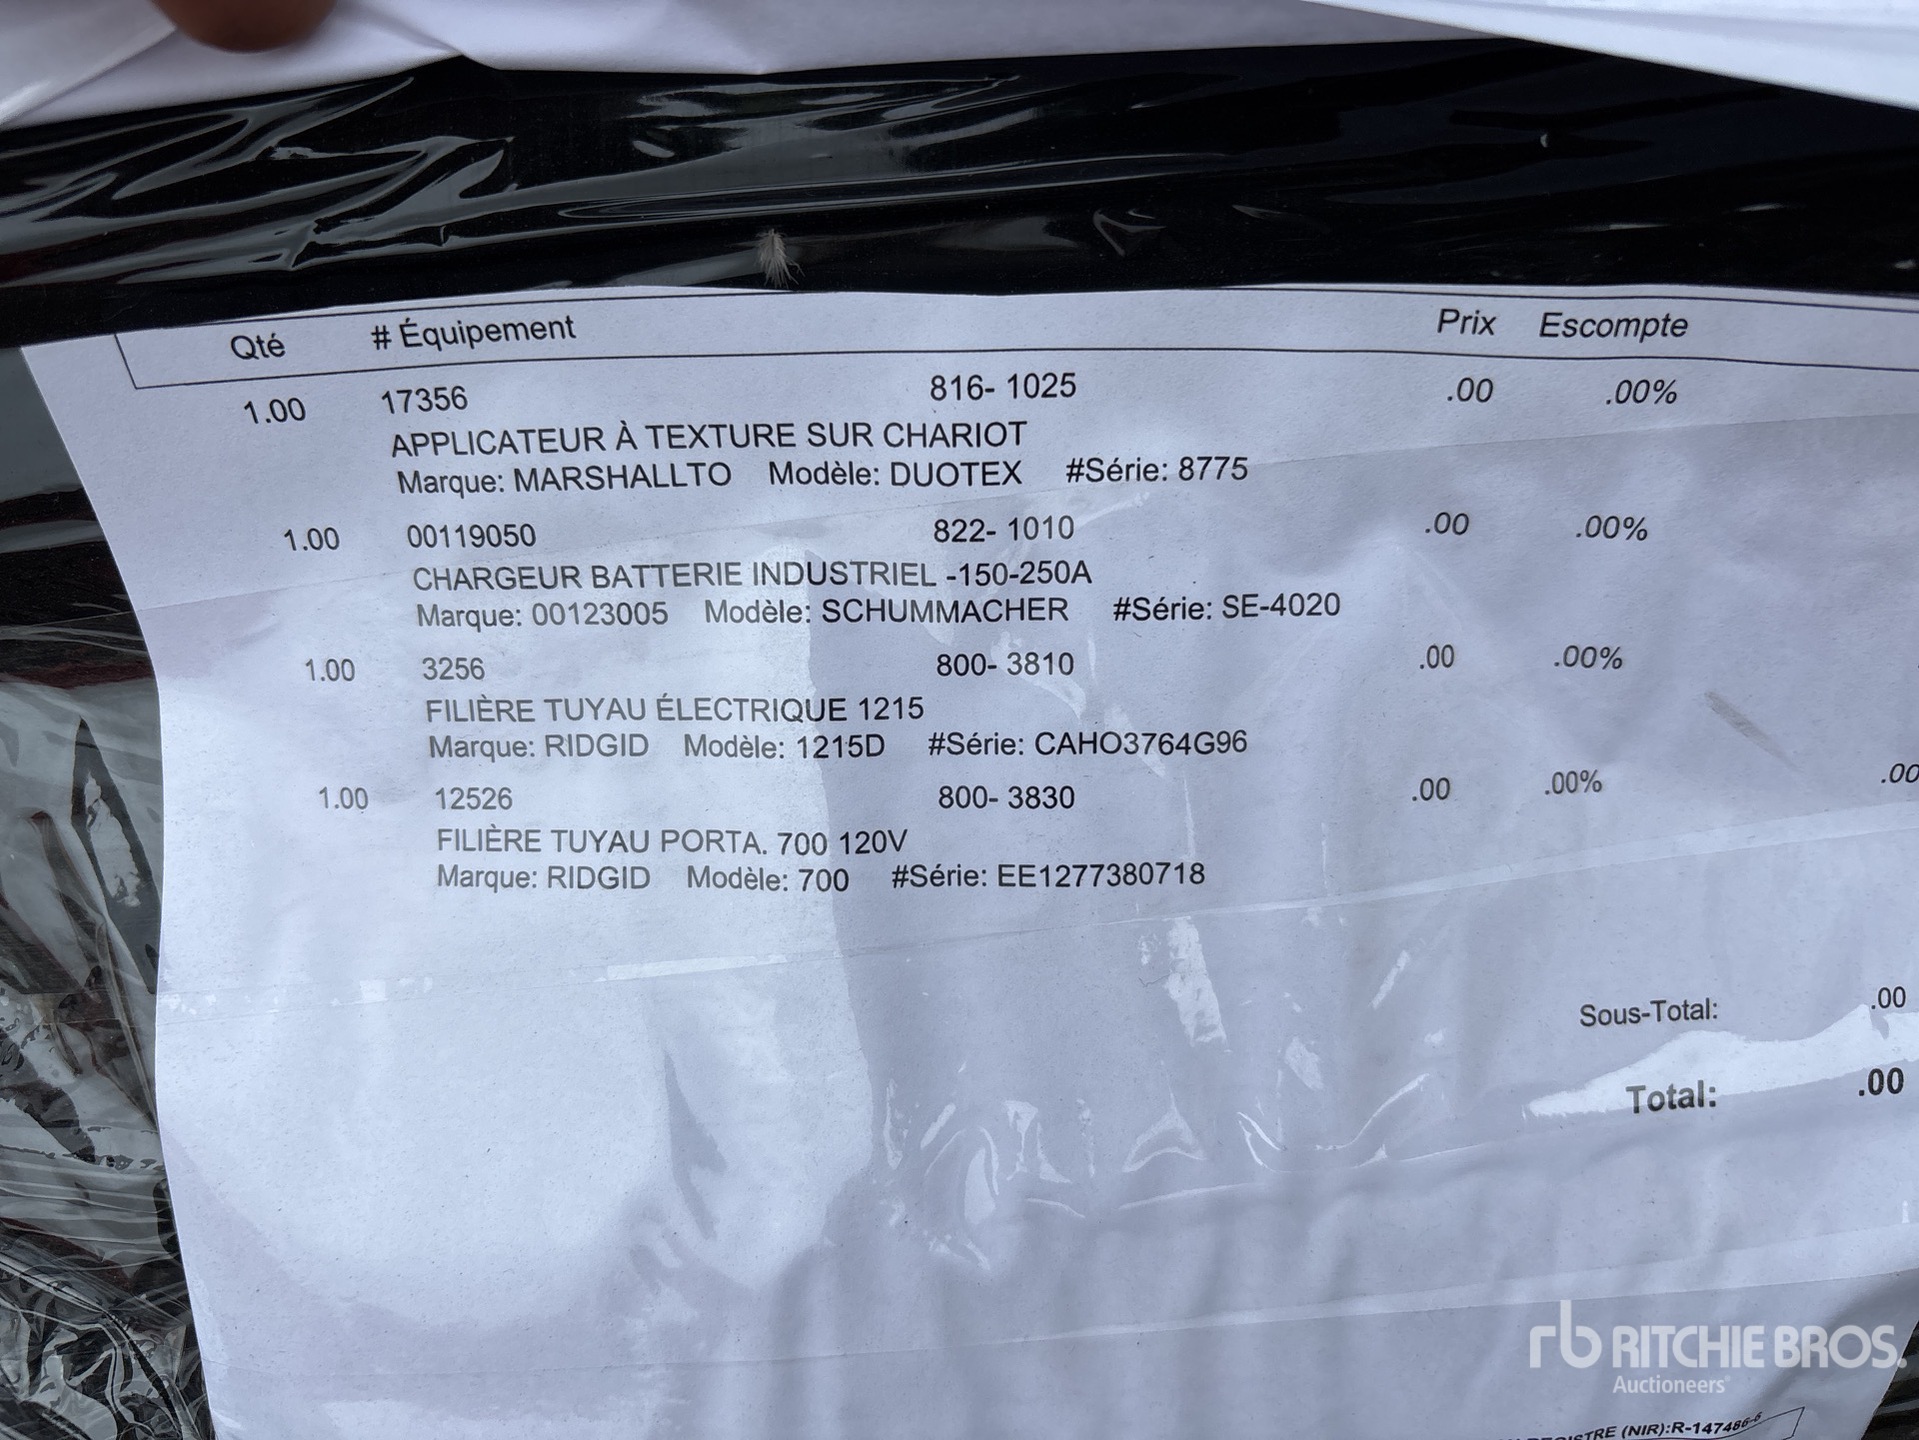 Qté # Équipement Prix Escompte
1.00 17356 816- 1025 .00 .00%
APPLICATEUR À TEXTURE SUR CHARIOT
Marque: MARSHALLTO Modèle: DUOTEX #Série: 8775
1.00 00119050 822- 1010 .00 .00%
CHARGEUR BATTERIE INDUSTRIEL -150-250A
Marque: 00123005 Modèle: SCHUMMACHER #Série: SE-4020
1.00 3256 800- 3810 .00 .00%
FILIÈRE TUYAU ÉLECTRIQUE 1215
Marque: RIDGID Modèle: 1215D #Série: CAHO3764G96
1.00 12526 800- 3830 .00 .00% .00
FILIÈRE TUYAU PORTA. 700 120V
Marque: RIDGID Modèle: 700 #Série: EE1277380718
Sous-Total: .00
Total: .00
rb RITCHIE BROS.
Auctioneers
(NIR):R-147486-6